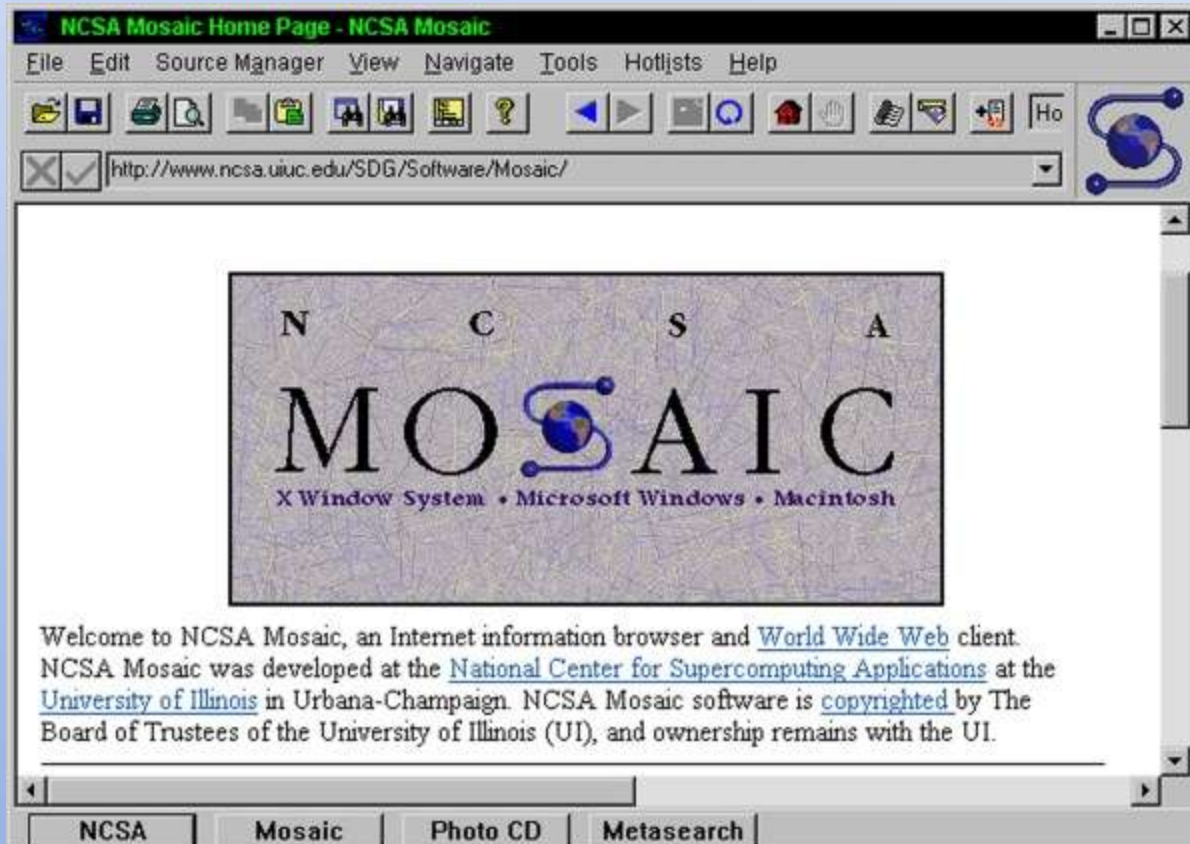 NCSA Mosaic Home Page - NCSA Mosaic
File Edit Source Manager View Navigate Tools Hotlists Help
Ho
http://www.ncsa.uiuc.edu/SDG/Software/Mosaic/
N C S A
MOSAIC
X Window System • Microsoft Windows • Macintosh
Welcome to NCSA Mosaic, an Internet information browser and World Wide Web client.
NCSA Mosaic was developed at the National Center for Supercomputing Applications at the
University of Illinois in Urbana-Champaign. NCSA Mosaic software is copyrighted by The
Board of Trustees of the University of Illinois (UI), and ownership remains with the UI.
NCSA Mosaic Photo CD Metasearch